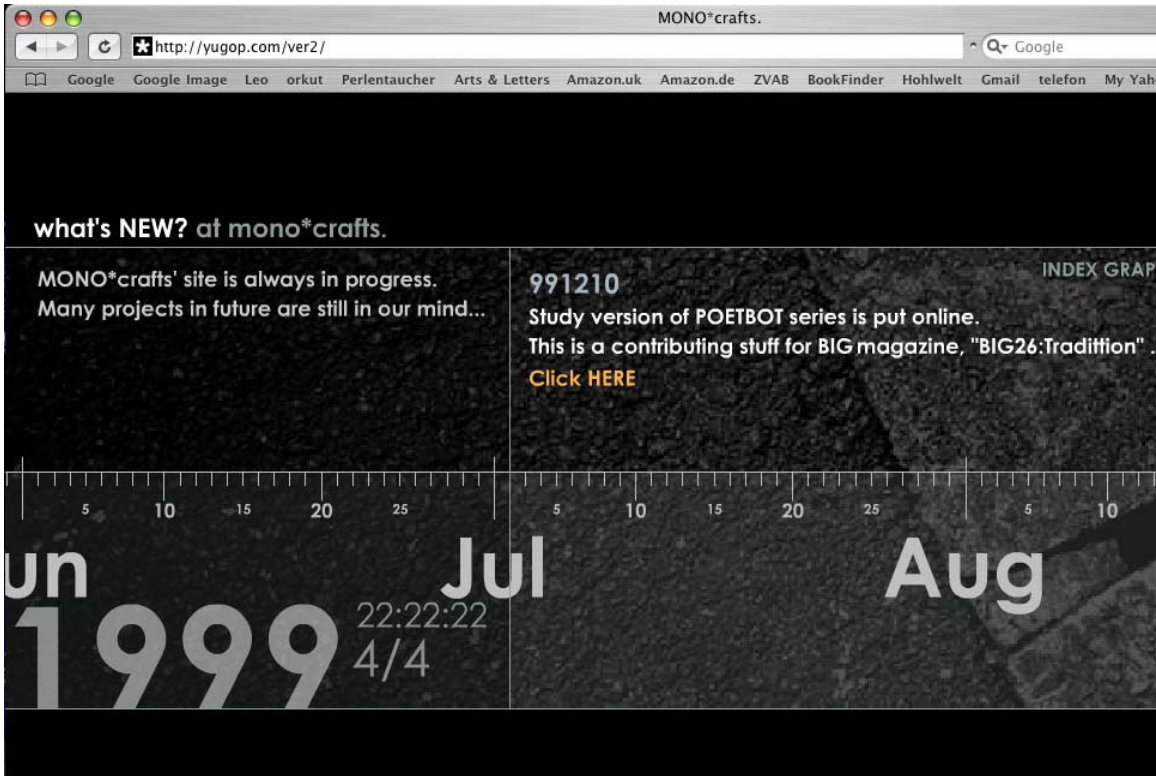 MONO*crafts.
http://yugop.com/ver2/
Google
Google Google Image Leo orkut Perlentaucher Arts & Letters Amazon.uk Amazon.de ZVAB BookFinder Hohlwelt Gmail telefon My Yah
what's NEW? at mono*crafts.
MONO*crafts' site is always in progress.
Many projects in future are still in our mind...
INDEX GRAP
991210
Study version of POETBOT series is put online.
This is a contributing stuff for BIG magazine, "BIG26:Tradittion" .
Click HERE
5 10 15 20 25 5 10 15 20 25 5 10
un Jul Aug
1999
22:22:22
4/4